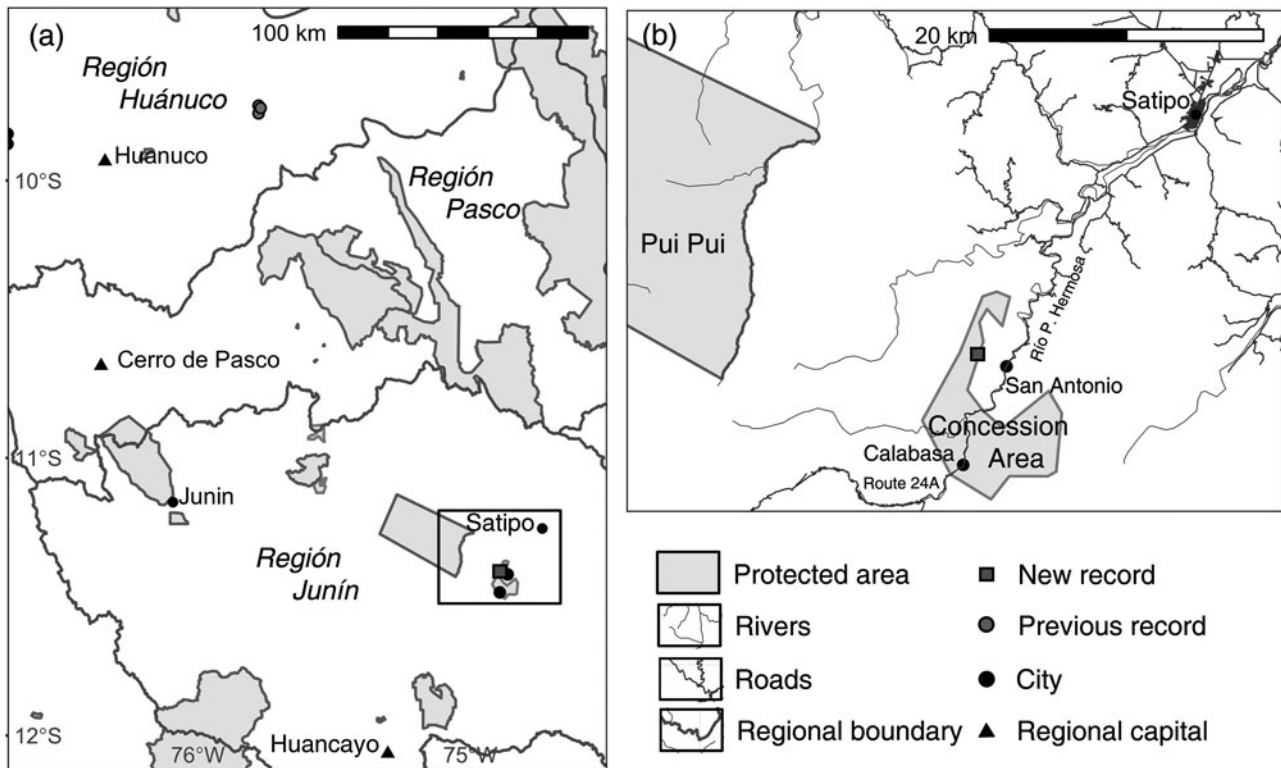 (a)
100 km
Región
Huánuco
Huanuco
10°S
Región
Pasco
Cerro de Pasco
11°S
Junin
Satipo
Región
Junín
12°S
76°W
Huancayo
75°W
(b)
20 km
Satipo
Pui Pui
Río P. Hermosa
San Antonio
Concession
Area
Calabasa
Route 24A
Protected area
New record
Rivers
Previous record
Roads
City
Regional boundary
Regional capital